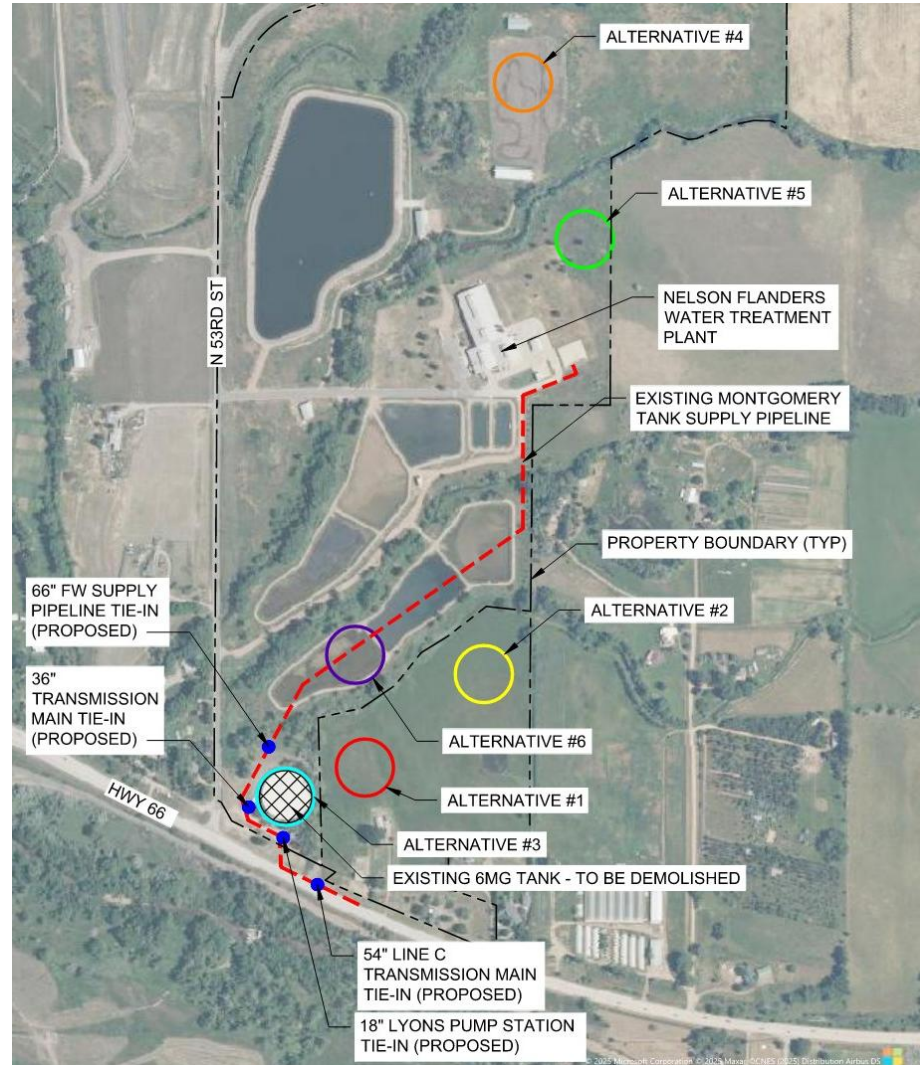 ALTERNATIVE #4
ALTERNATIVE #5
N 53RD ST
NELSON FLANDERS
WATER TREATMENT
PLANT
EXISTING MONTGOMERY
TANK SUPPLY PIPELINE
PROPERTY BOUNDARY (TYP)
66" FW SUPPLY
PIPELINE TIE-IN
(PROPOSED)
ALTERNATIVE #2
36"
TRANSMISSION
MAIN TIE-IN
(PROPOSED)
ALTERNATIVE #6
HWY 66
ALTERNATIVE #1
ALTERNATIVE #3
EXISTING 6MG TANK - TO BE DEMOLISHED
54" LINE C
TRANSMISSION MAIN
TIE-IN (PROPOSED)
18" LYONS PUMP STATION
TIE-IN (PROPOSED)
© 2025 Microsoft Corporation © 2025 Maxar ©CNES (2025) Distribution Airbus DS